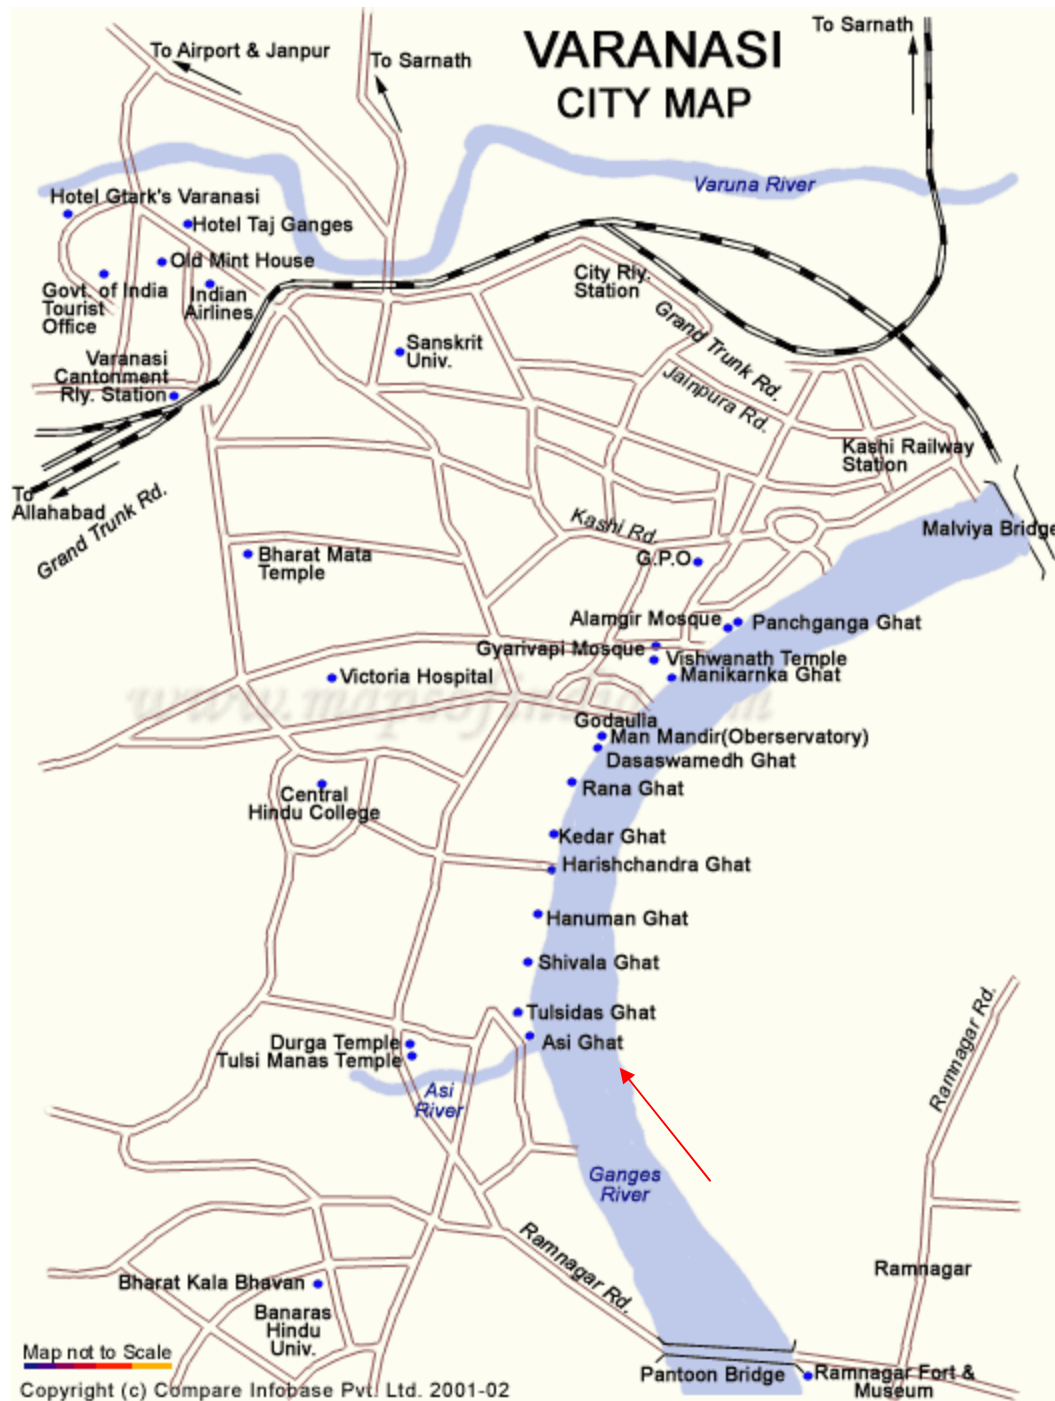 VARANASI
CITY MAP
To Sarnath
To Airport & Janpur
To Sarnath
Varuna River
Hotel Gtark's Varanasi
Hotel Taj Ganges
Old Mint House
Govt. of India
Tourist
Office
Indian
Airlines
City Rly.
Station
Grand Trunk Rd.
Jainpura Rd.
Sanskrit
Univ.
Varanasi
Cantonment
Rly. Station
Kashi Railway
Station
To
Allahabad
Grand Trunk Rd.
Kashi Rd.
Malviya Bridge
G.P.O
Bharat Mata
Temple
Alamgir Mosque
Panchganga Ghat
Gyarivapi Mosque
Vishwanath Temple
Victoria Hospital
Manikarnka Ghat
www.mapsofindia.com
Godaulla
Man Mandir(Oberservatory)
Dasaswamedh Ghat
Rana Ghat
Central
Hindu College
Kedar Ghat
Harishchandra Ghat
Hanuman Ghat
Shivala Ghat
Tulsidas Ghat
Asi Ghat
Durga Temple
Tulsi Manas Temple
Asi
River
Ramnagar Rd.
Ganges
River
Ramnagar Rd.
Ramnagar
Bharat Kala Bhavan
Banaras
Hindu
Univ.
Map not to Scale
Pantoon Bridge
Ramnagar Fort &
Museum
Copyright (c) Compare Infobase Pvt. Ltd. 2001-02